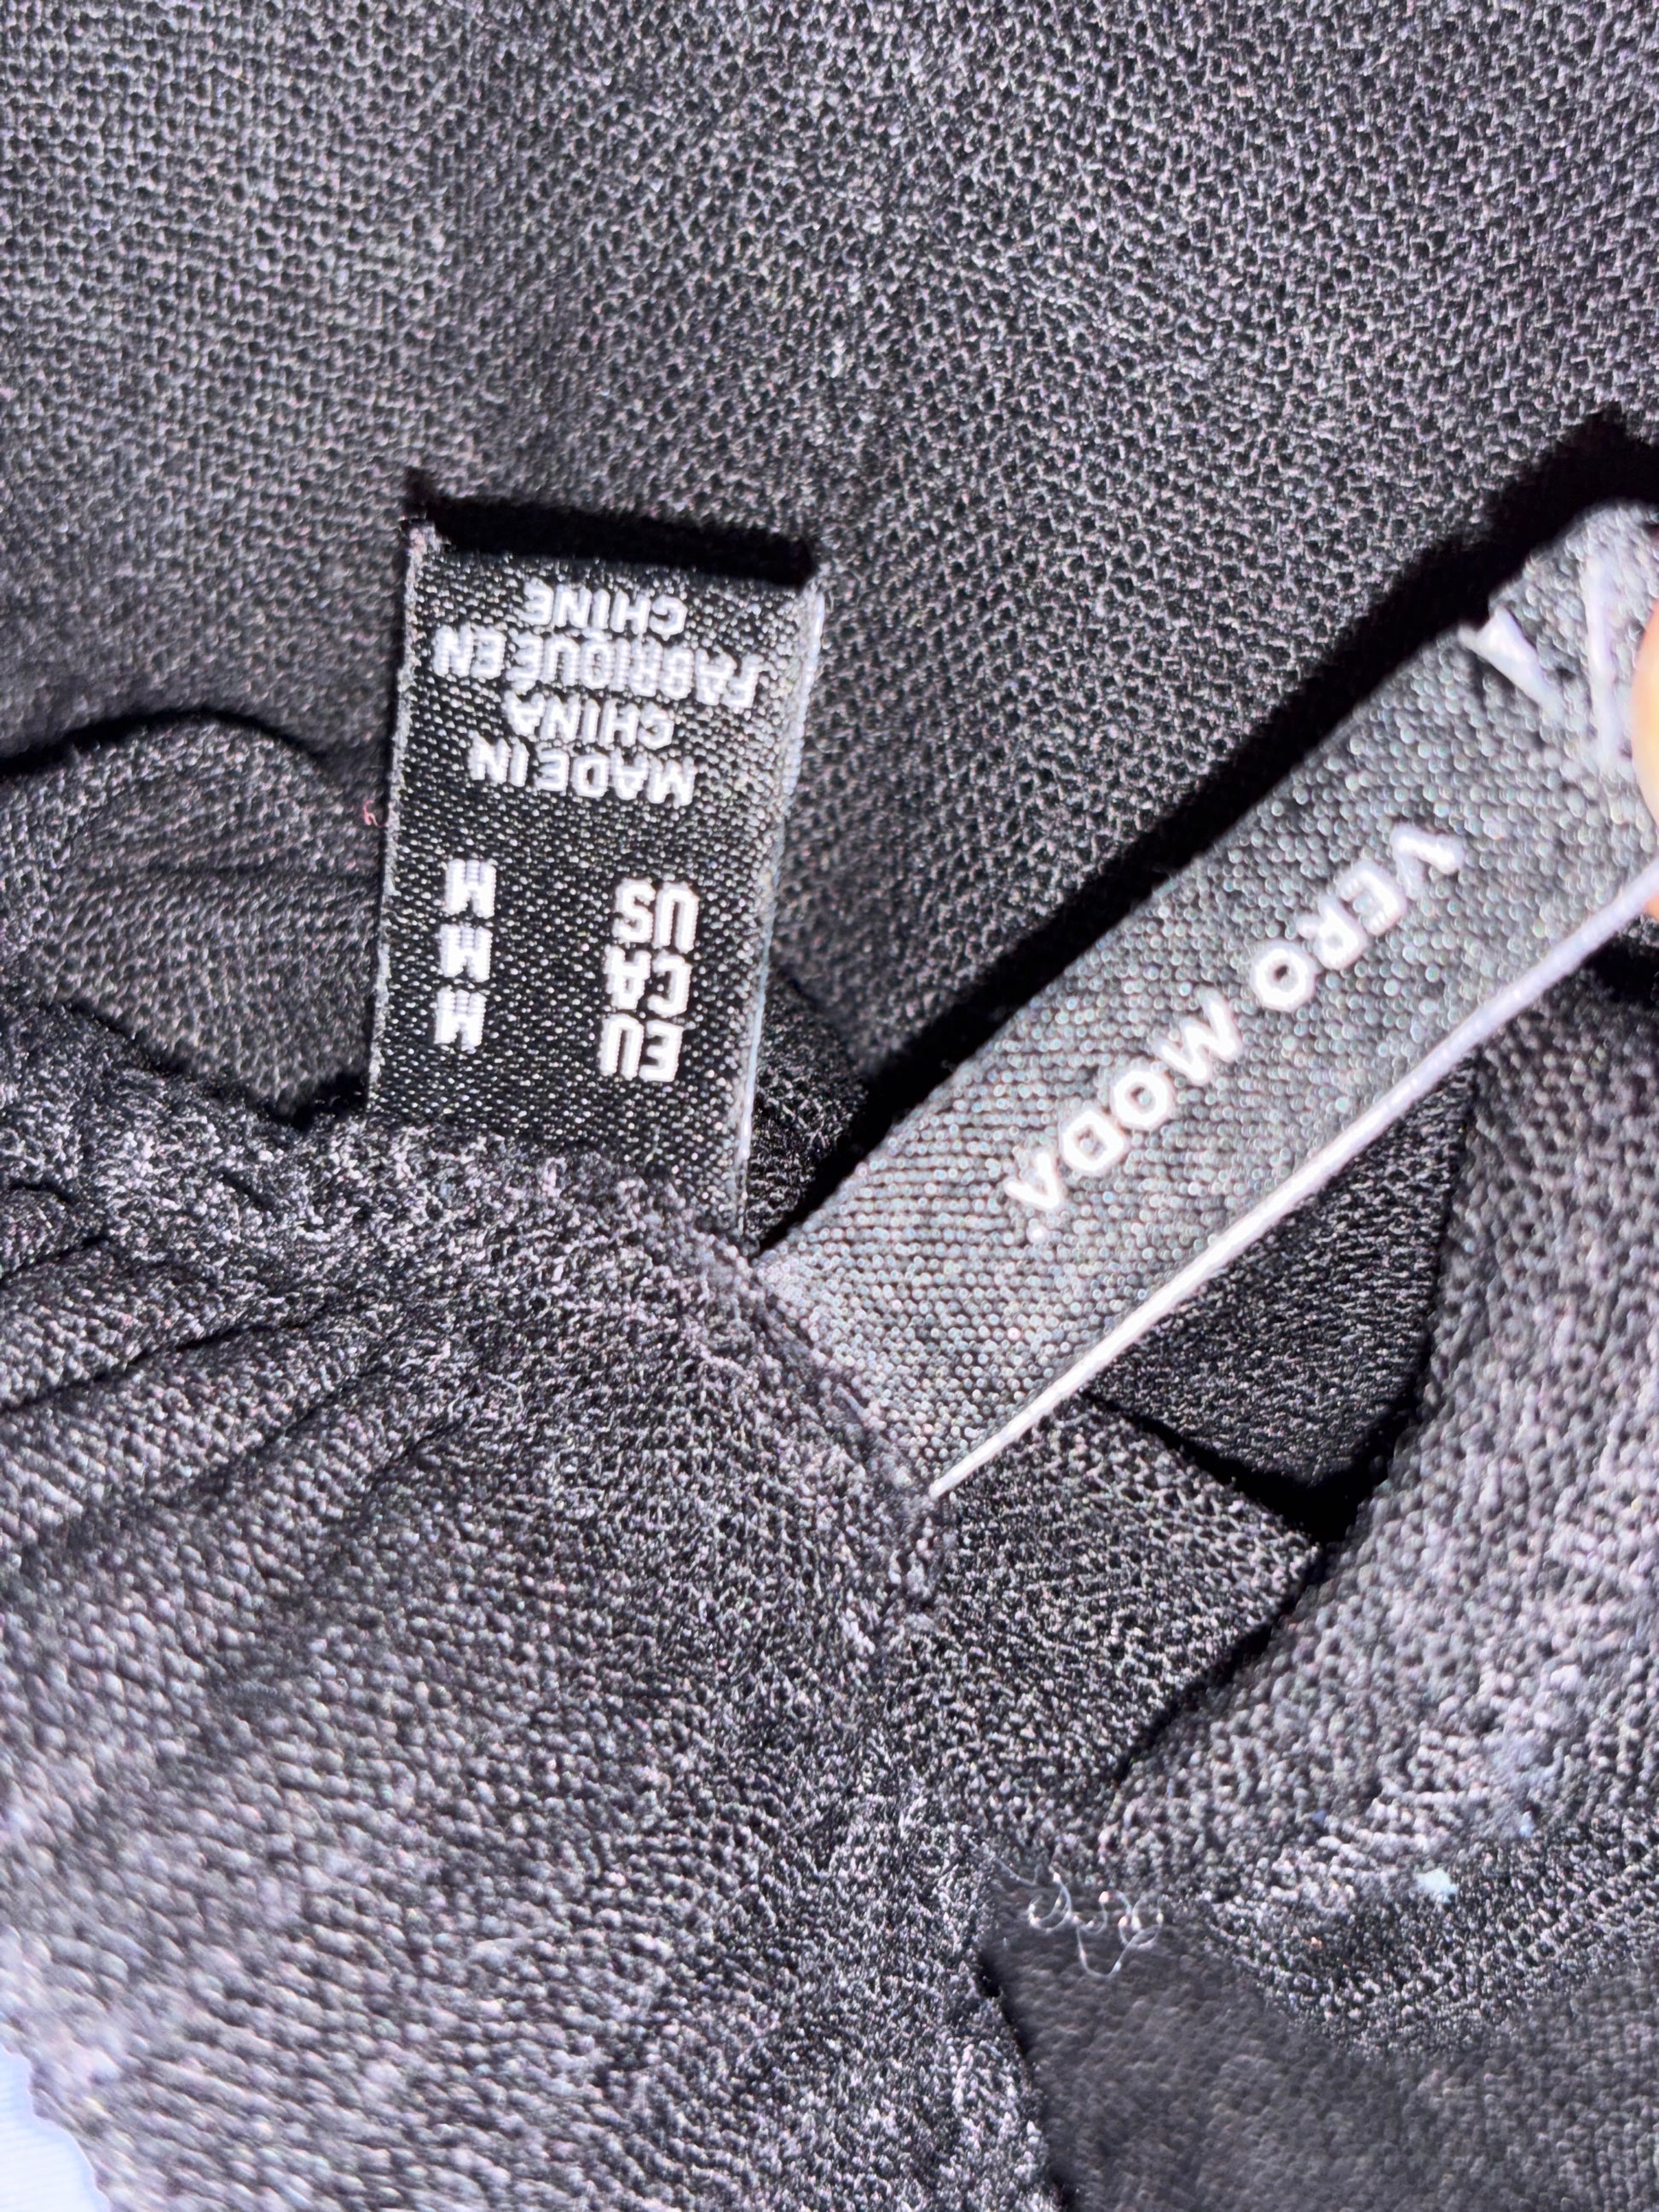 EU M
CA M
US M
MADE IN
CHINA
FABRIQUÉ EN
CHINE
VERO MODA